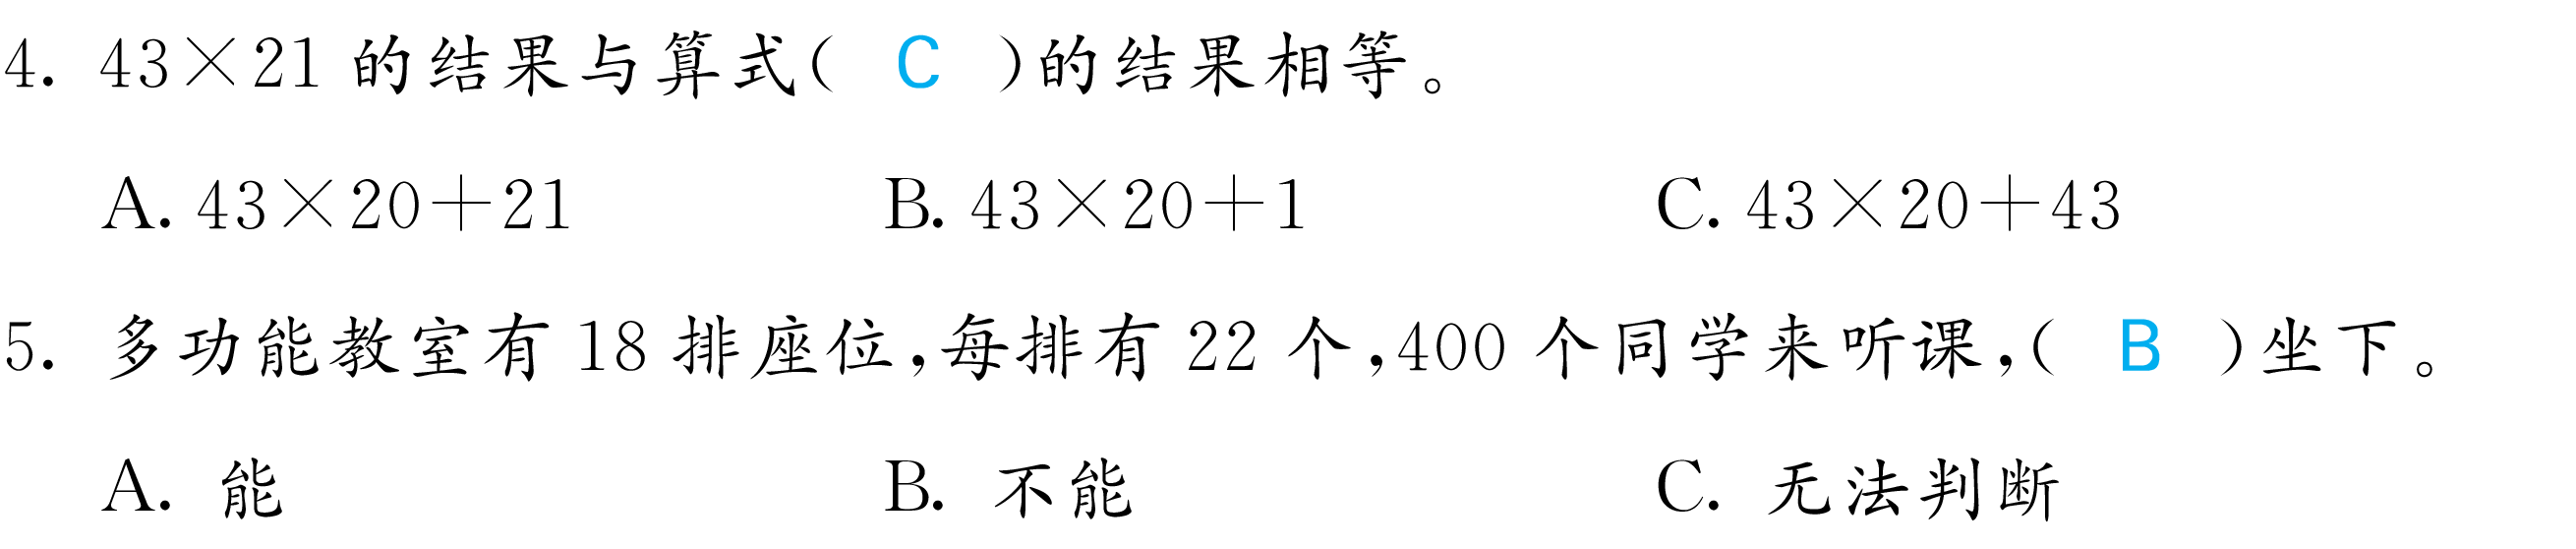 4. 43×21 的结果与算式( C )的结果相等。
A. 43×20+21 B. 43×20+1 C. 43×20+43
5. 多功能教室有 18 排座位,每排有 22 个,400 个同学来听课,( B )坐下。
A. 能 B. 不能 C. 无法判断